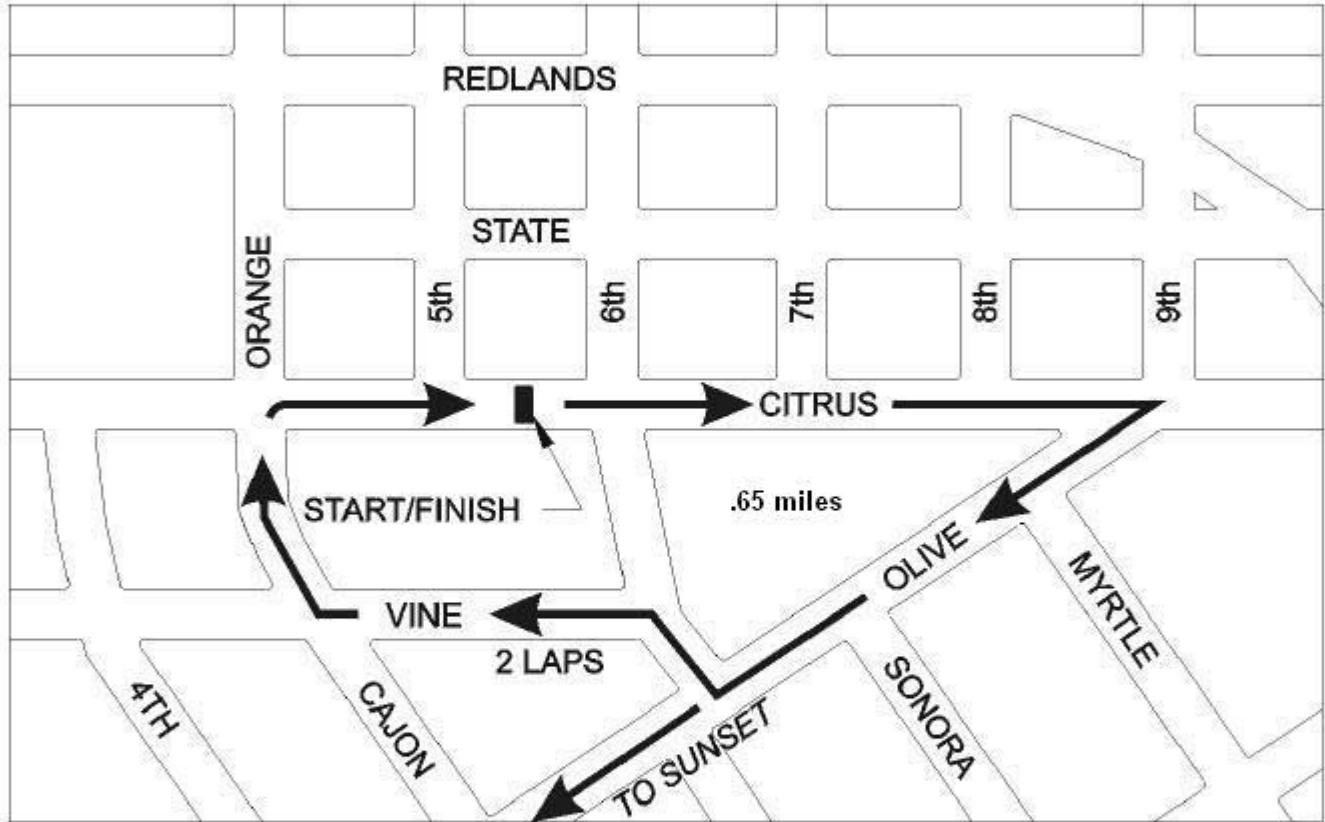 REDLANDS
STATE
ORANGE
5th
6th
7th
8th
9th
CITRUS
START/FINISH
.65 miles
OLIVE
MYRTLE
VINE
2 LAPS
4TH
CAJON
SONORA
TO SUNSET